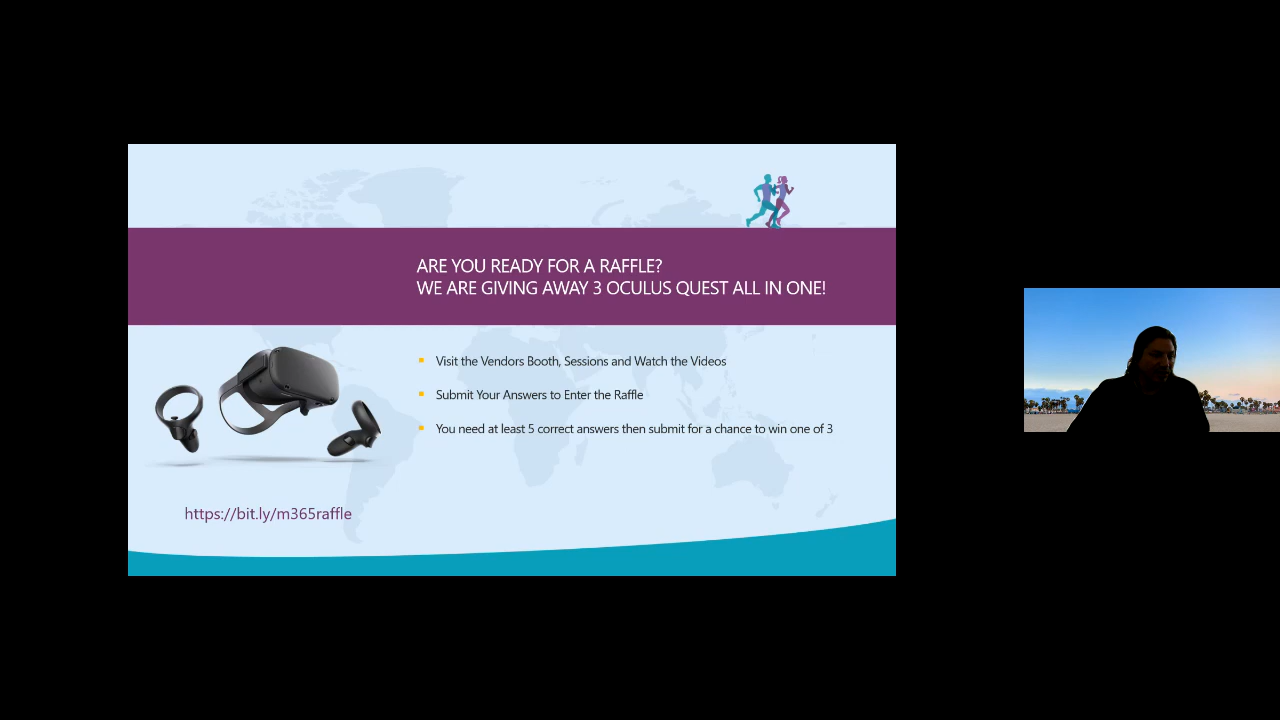 ARE YOU READY FOR A RAFFLE?
WE ARE GIVING AWAY 3 OCULUS QUEST ALL IN ONE!
Visit the Vendors Booth, Sessions and Watch the Videos
Submit Your Answers to Enter the Raffle
You need at least 5 correct answers then submit for a chance to win one of 3
https://bit.ly/m365raffle